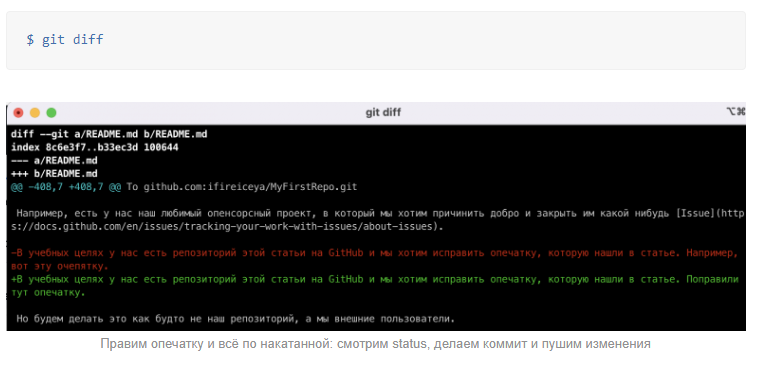 $ git diff
git diff
⌥⌘
diff --git a/README.md b/README.md
index 8c6e3f7..b33ec3d 100644
--- a/README.md
+++ b/README.md
@@ -408,7 +408,7 @@ To github.com:ifireiceya/MyFirstRepo.git
Например, есть у нас наш любимый опенсорсный проект, в который мы хотим причинить добро и закрыть им какой нибудь [Issue](http
s://docs.github.com/en/issues/tracking-your-work-with-issues/about-issues).
-В учебных целях у нас есть репозиторий этой статьи на GitHub и мы хотим исправить опечатку, которую нашли в статье. Например,
вот эту очепятку.
+В учебных целях у нас есть репозиторий этой статьи на GitHub и мы хотим исправить опечатку, которую нашли в статье. Поправили
тут опечатку.
Но будем делать это как будто не наш репозиторий, а мы внешние пользователи.
Правим опечатку и всё по накатанной: смотрим status, делаем коммит и пушим изменения